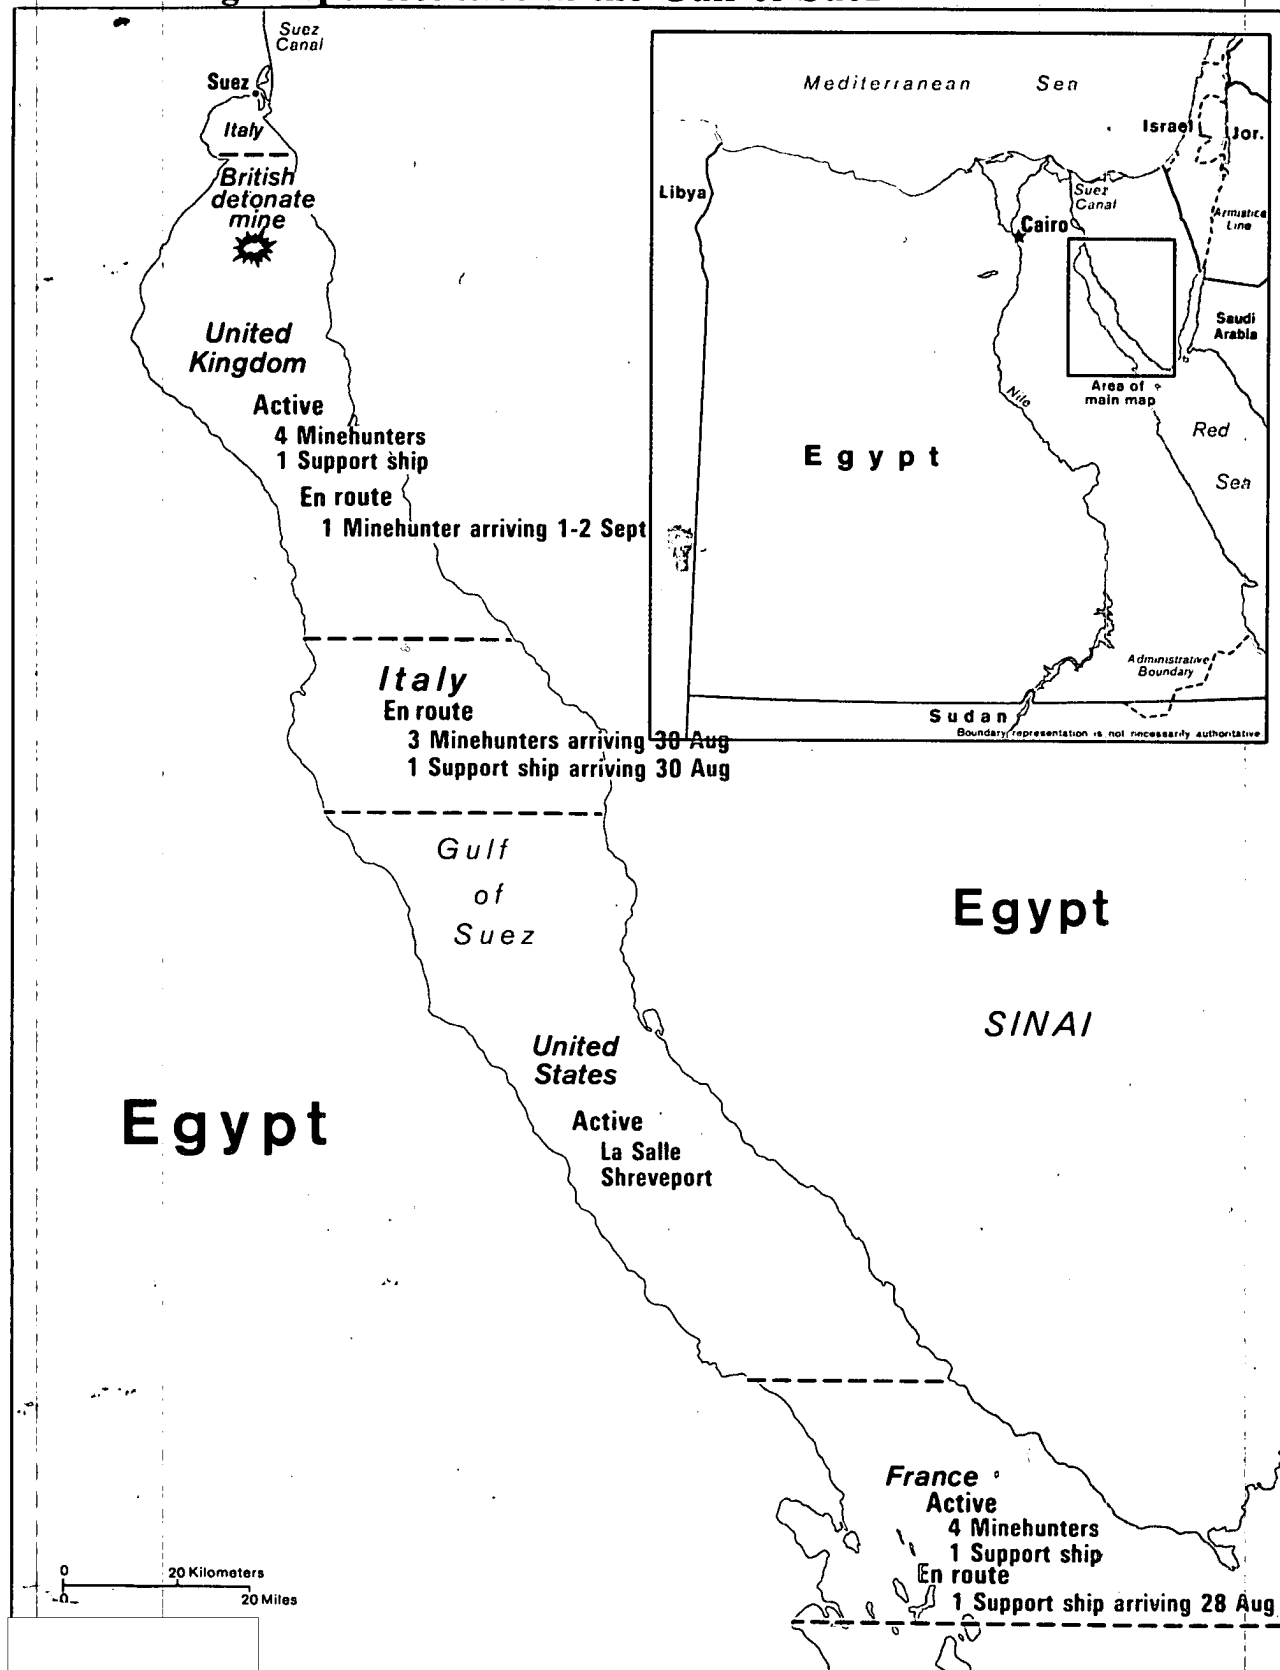 in the Gulf of Suez
Suez
Canal
Suez
Italy
British
detonate
mine
United
Kingdom
Active
4 Minehunters
1 Support ship
En route
1 Minehunter arriving 1-2 Sept
Italy
En route
3 Minehunters arriving 30 Aug
1 Support ship arriving 30 Aug
Gulf
of
Suez
United
States
Active
La Salle
Shreveport
France
Active
4 Minehunters
1 Support ship
En route
1 Support ship arriving 28 Aug
Egypt
Egypt
SINAI
0 20 Kilometers
0 20 Miles
Mediterranean Sea
Israel
Jor.
Libya
Suez
Canal
Cairo
Armistice
Line
Saudi
Arabia
Area of
main map
Nile
Red
Sea
Egypt
Administrative
Boundary
Sudan
Boundary representation is not necessarily authoritative